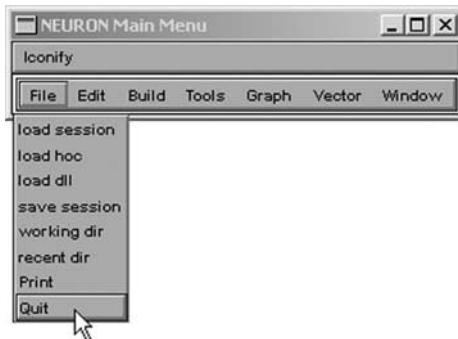 NEURON Main Menu
Iconify
File Edit Build Tools Graph Vector Window
load session
load hoc
load dll
save session
working dir
recent dir
Print
Quit